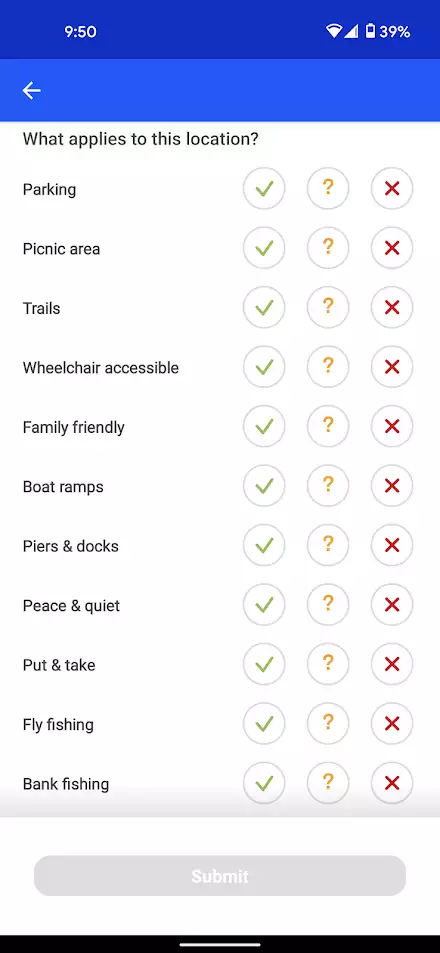 9:50
39%
What applies to this location?
Parking ?
Picnic area ?
Trails ?
Wheelchair accessible ?
Family friendly ?
Boat ramps ?
Piers & docks ?
Peace & quiet ?
Put & take ?
Fly fishing ?
Bank fishing ?
Submit